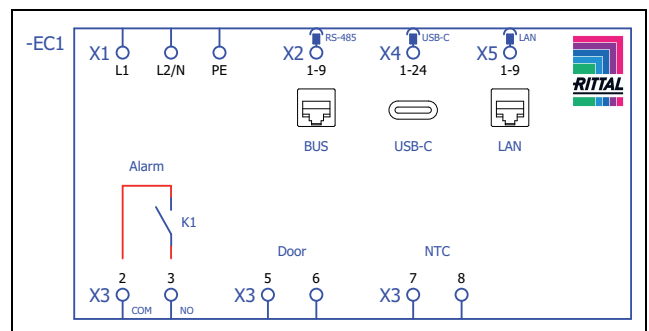 -EC1
X1
L1
L2/N
PE
X2
RS-485
1-9
X4
USB-C
1-24
X5
LAN
1-9
RITTAL
BUS
USB-C
LAN
Alarm
K1
Door
NTC
X3
2
COM
3
NO
X3
5
6
X3
7
8